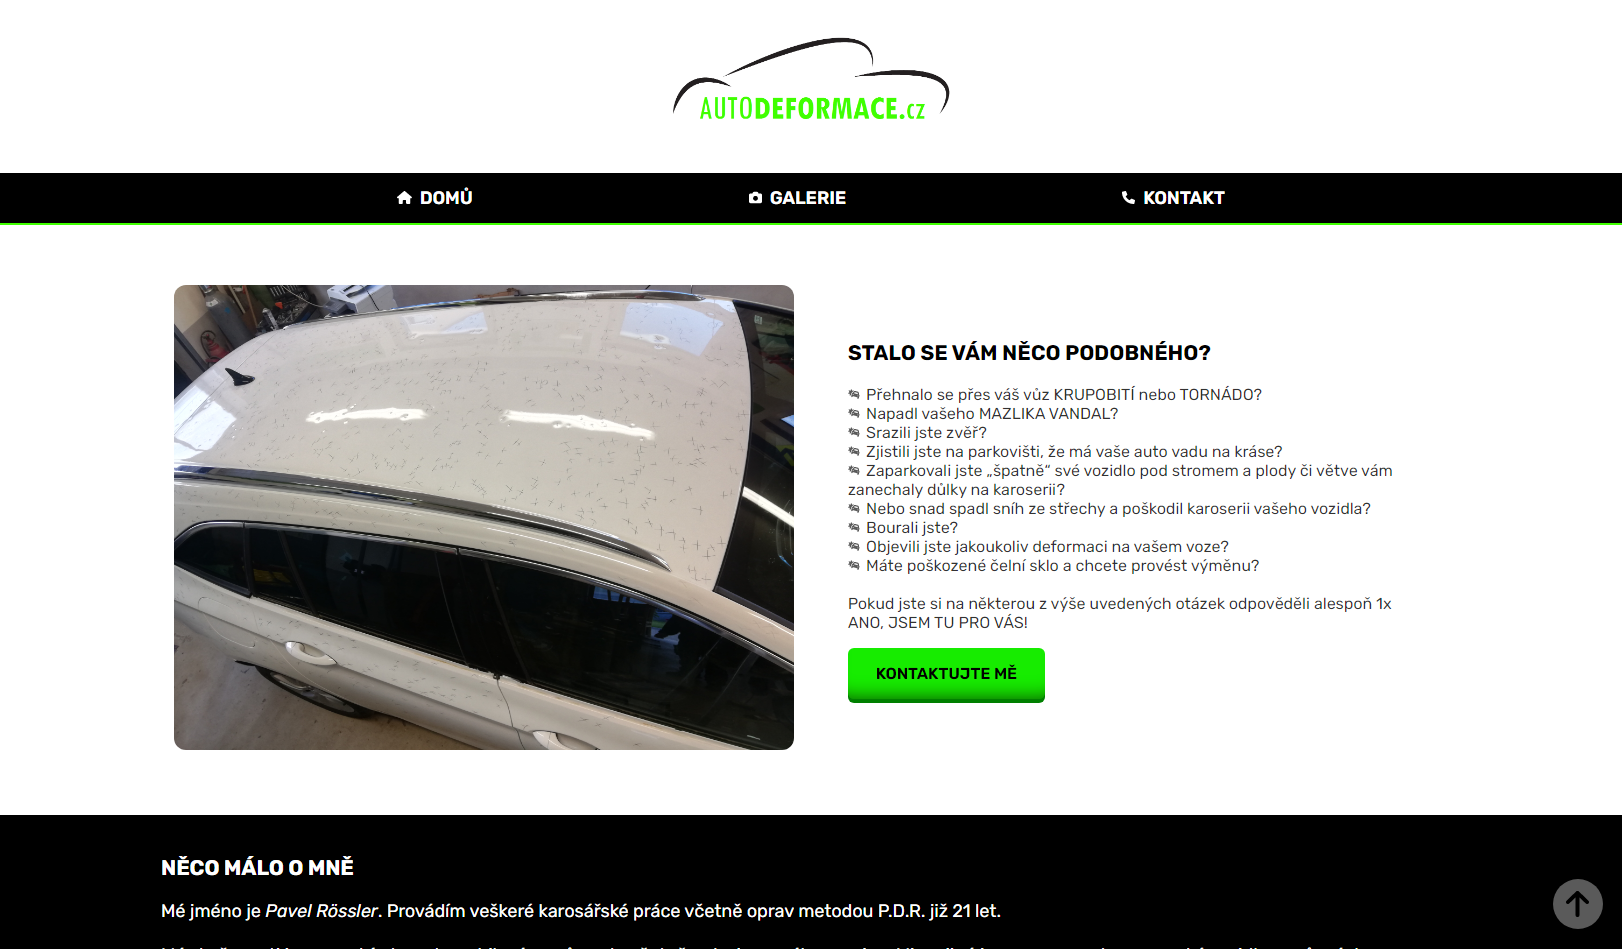 AUTODEFORMACE.cz
DOMŮ
GALERIE
KONTAKT
STALO SE VÁM NĚCO PODOBNÉHO?
Přehnalo se přes váš vůz KRUPOBITÍ nebo TORNÁDO?
Napadl vašeho MAZLIKA VANDAL?
Srazili jste zvěř?
Zjistili jste na parkovišti, že má vaše auto vadu na kráse?
Zaparkovali jste „špatně“ své vozidlo pod stromem a plody či větve vám
zanechaly důlky na karoserii?
Nebo snad spadl sníh ze střechy a poškodil karoserii vašeho vozidla?
Bourali jste?
Objevili jste jakoukoliv deformaci na vašem voze?
Máte poškozené čelní sklo a chcete provést výměnu?
Pokud jste si na některou z výše uvedených otázek odpověděli alespoň 1x
ANO, JSEM TU PRO VÁS!
KONTAKTUJTE MĚ
NĚCO MÁLO O MNĚ
Mé jméno je Pavel Rössler. Provádím veškeré karosářské práce včetně oprav metodou P.D.R. již 21 let.